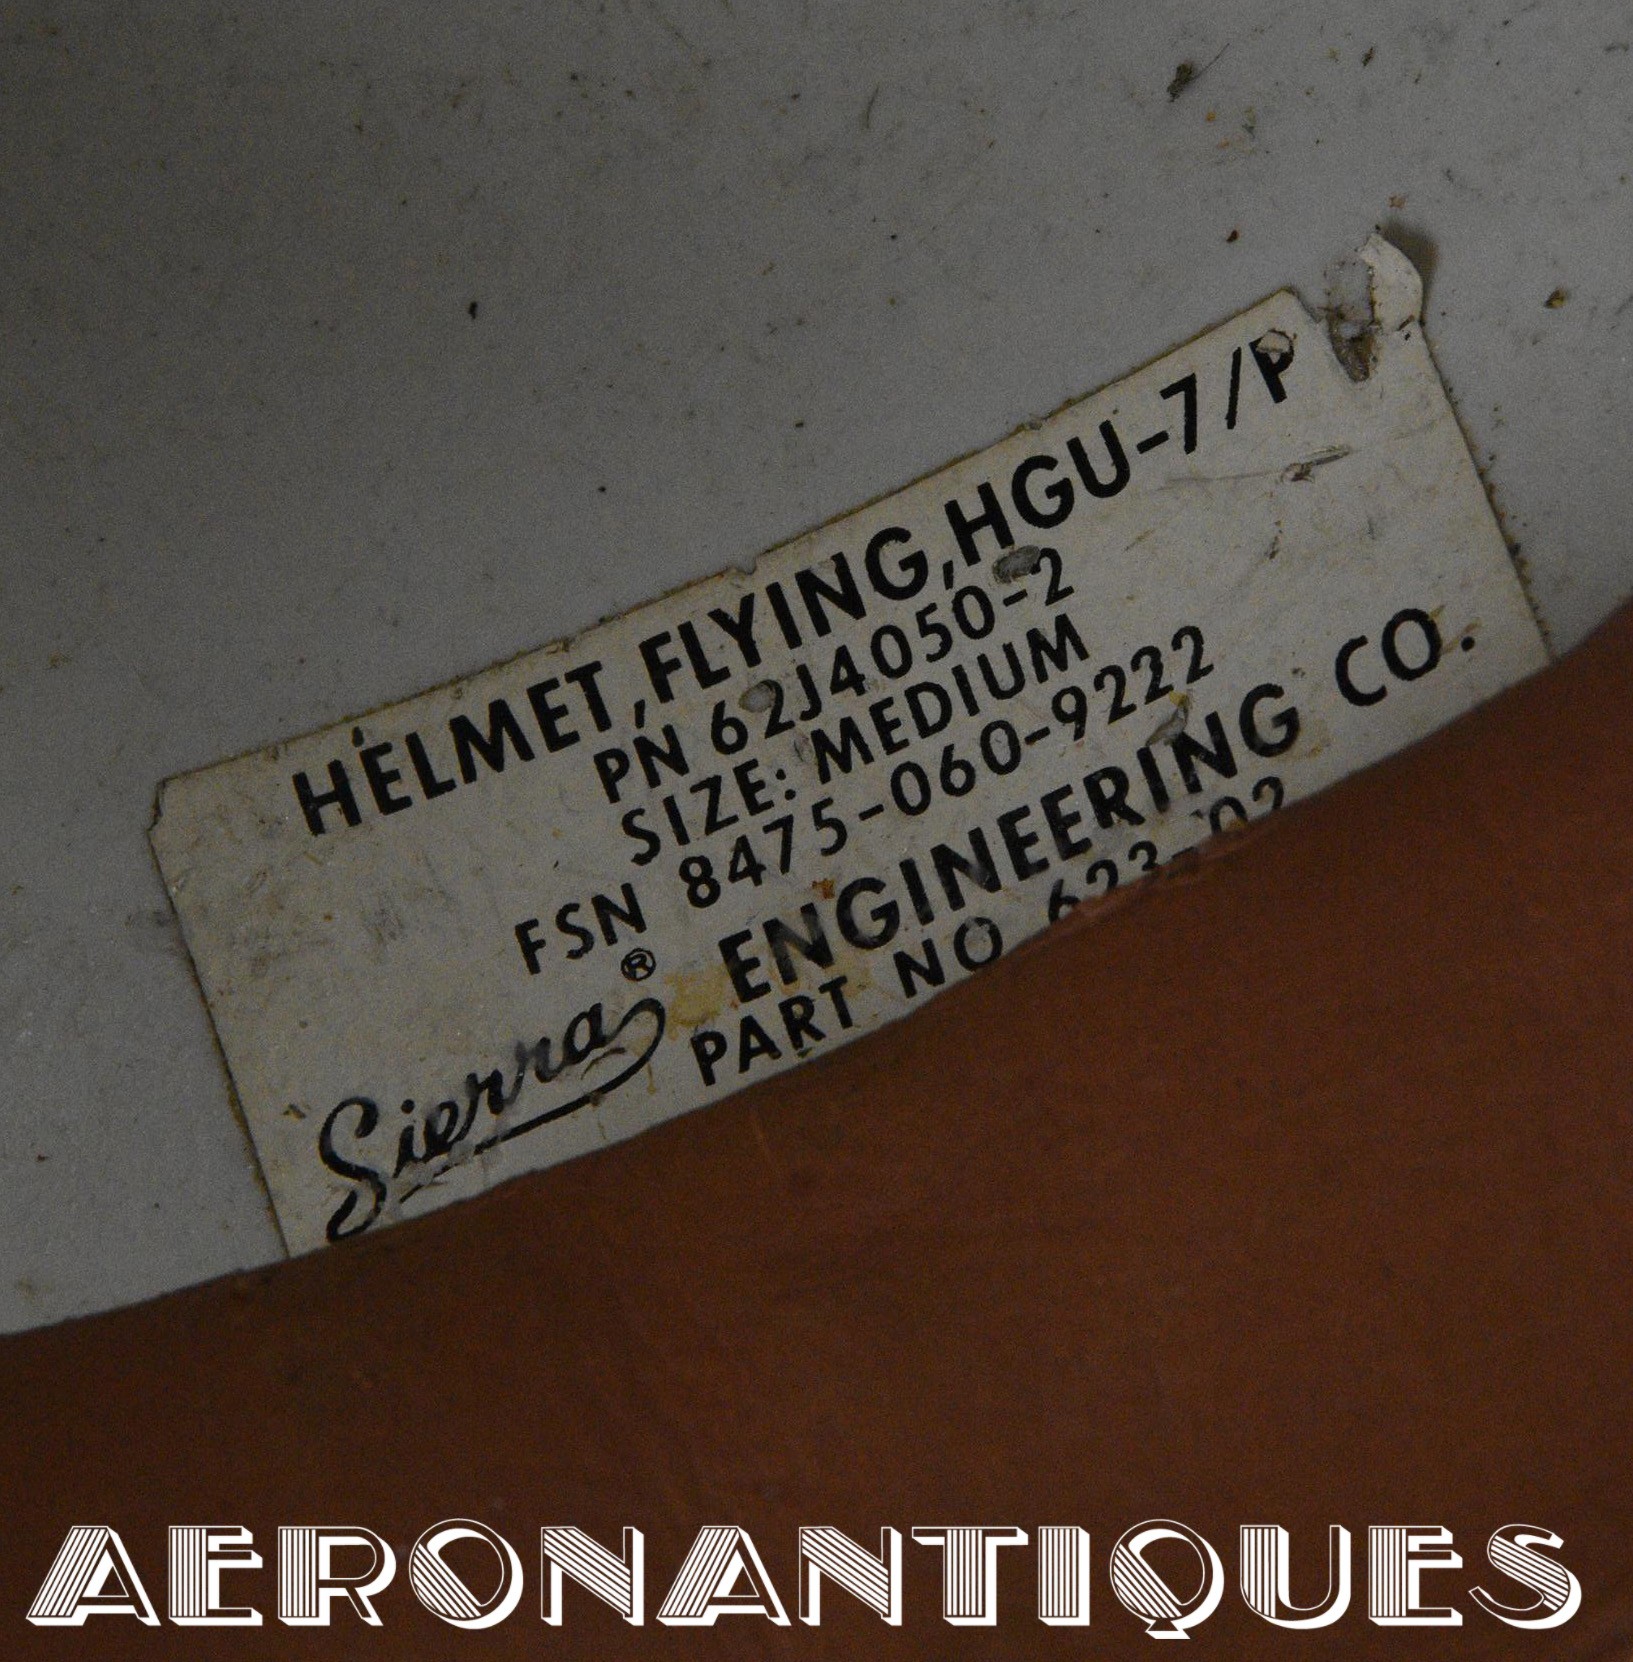 HELMET,FLYING,HGU-7/P
PN 62J4050-2
SIZE: MEDIUM
FSN 8475-060-9222
Sierra® ENGINEERING CO.
PART NO
AERONANTIQUES